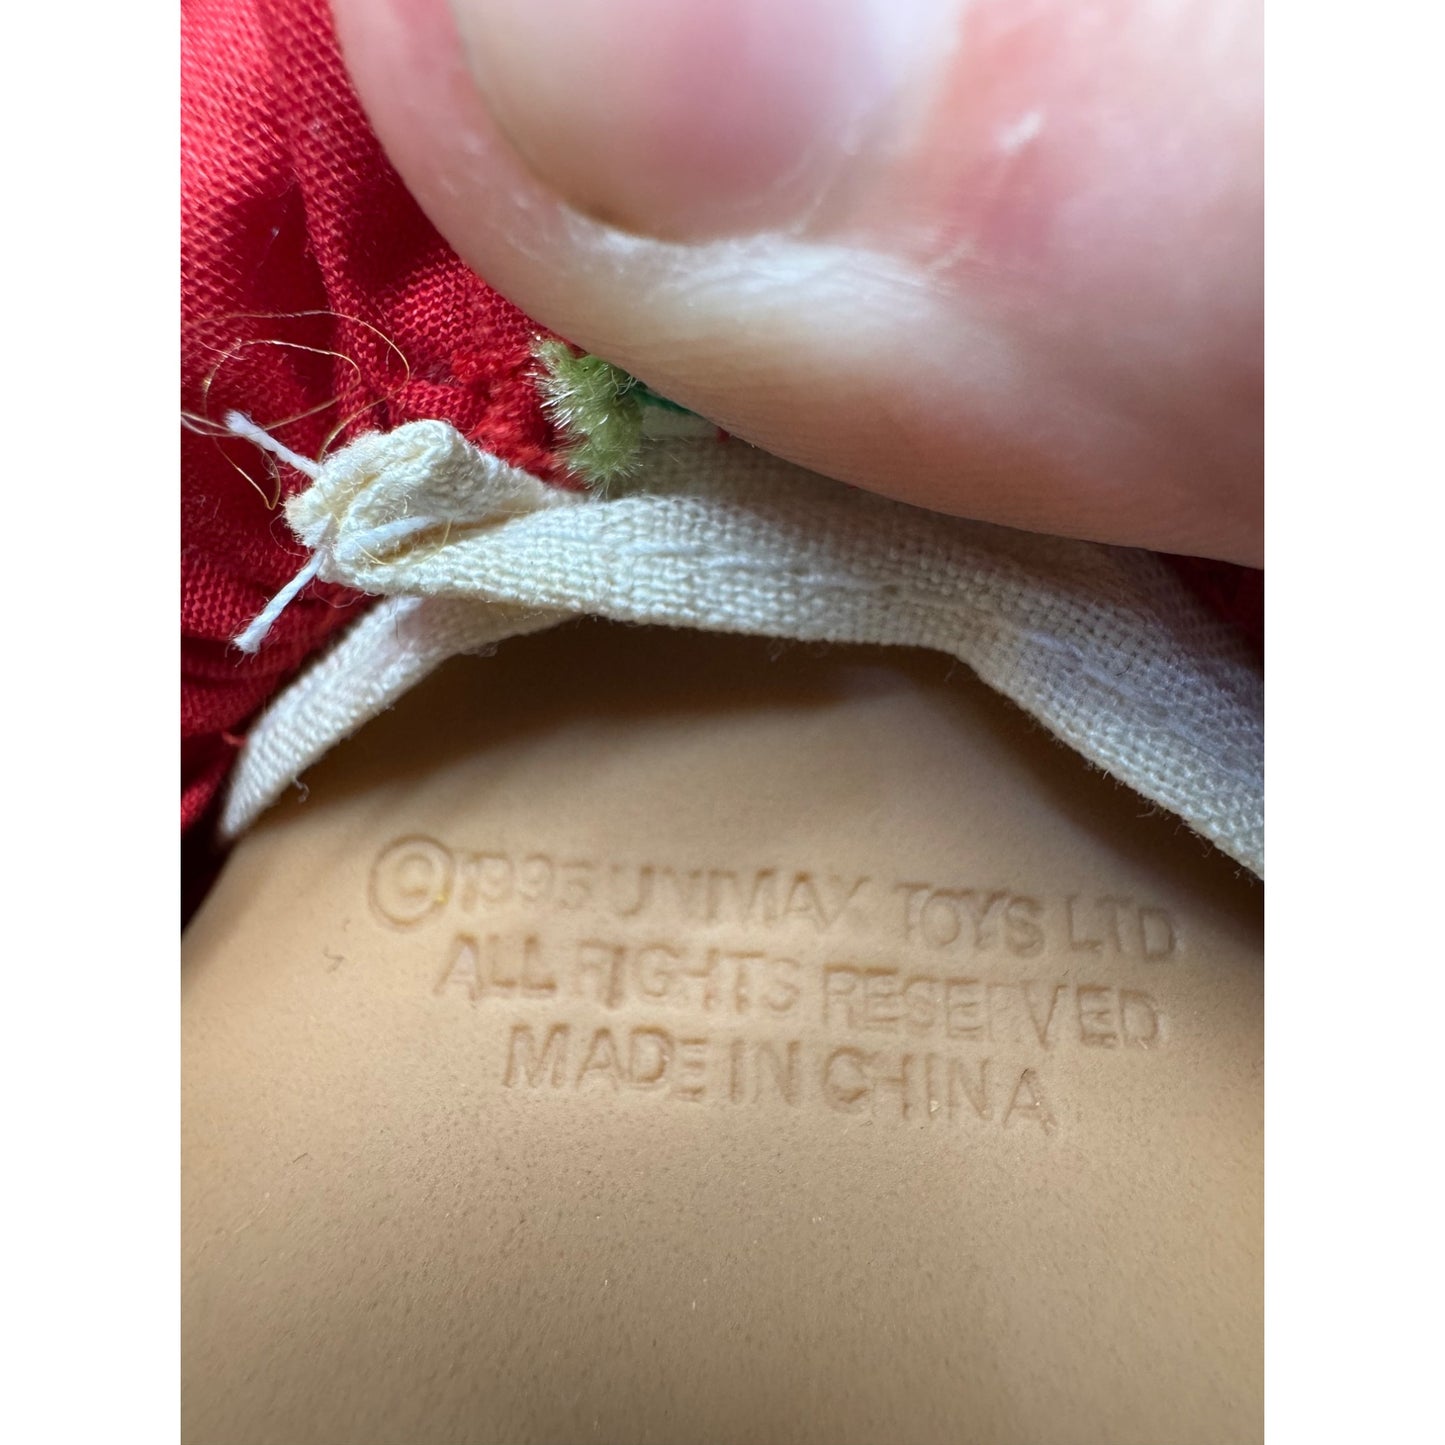 ©1995 UNIMAX TOYS LTD
ALL RIGHTS RESERVED
MADE IN CHINA